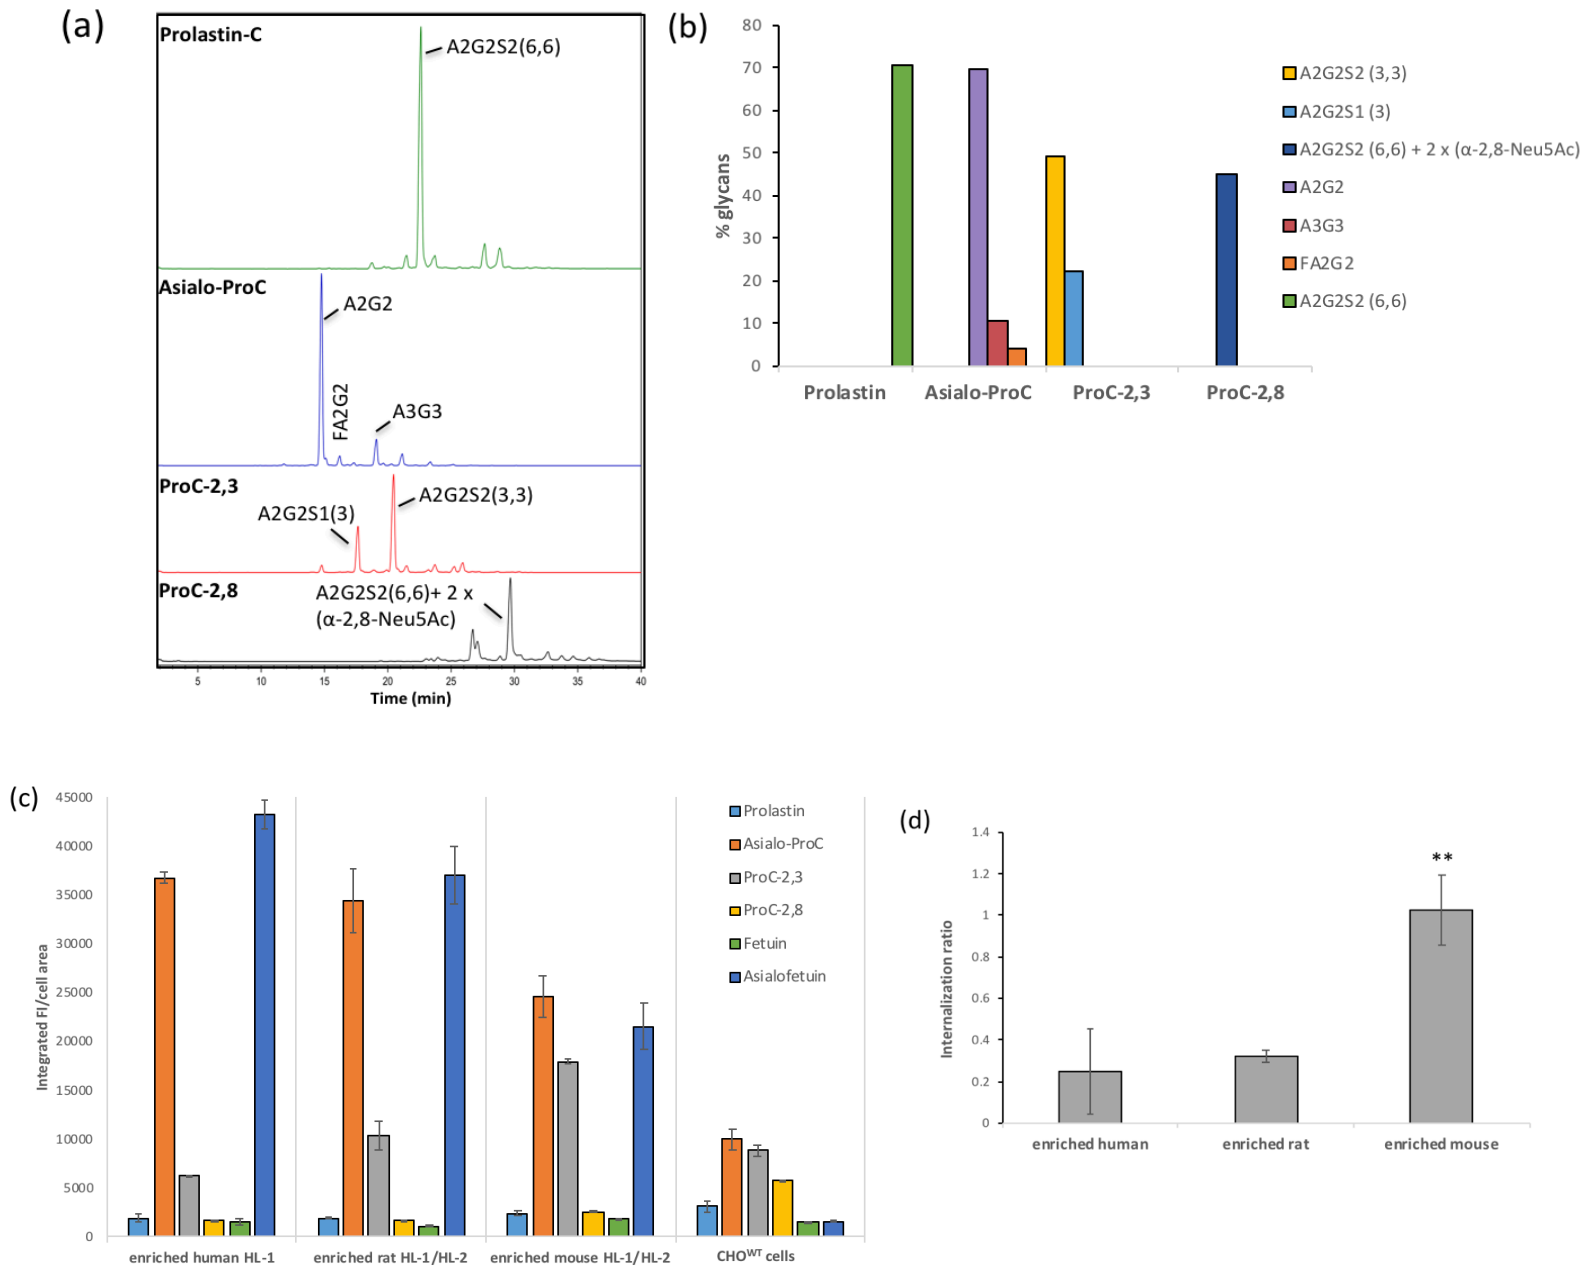 (a)
Prolastin-C
A2G2S2(6,6)
Asialo-ProC
A2G2
FA2G2
A3G3
ProC-2,3
A2G2S1(3)
A2G2S2(3,3)
ProC-2,8
A2G2S2(6,6)+ 2 x
(α-2,8-Neu5Ac)
5 10 15 20 25 30 35 40
Time (min)
(b)
80
70
60
50
40
30
20
10
0
% glycans
Prolastin Asialo-ProC ProC-2,3 ProC-2,8
A2G2S2 (3,3)
A2G2S1 (3)
A2G2S2 (6,6) + 2 x (α-2,8-Neu5Ac)
A2G2
A3G3
FA2G2
A2G2S2 (6,6)
(c)
45000
40000
35000
30000
25000
20000
15000
10000
5000
0
Integrated FI/cell area
enriched human HL-1 enriched rat HL-1/HL-2 enriched mouse HL-1/HL-2 CHOᵂᵀ cells
Prolastin
Asialo-ProC
ProC-2,3
ProC-2,8
Fetuin
Asialofetuin
(d)
1.4
1.2
1
0.8
0.6
0.4
0.2
0
Internalization ratio
**
enriched human enriched rat enriched mouse